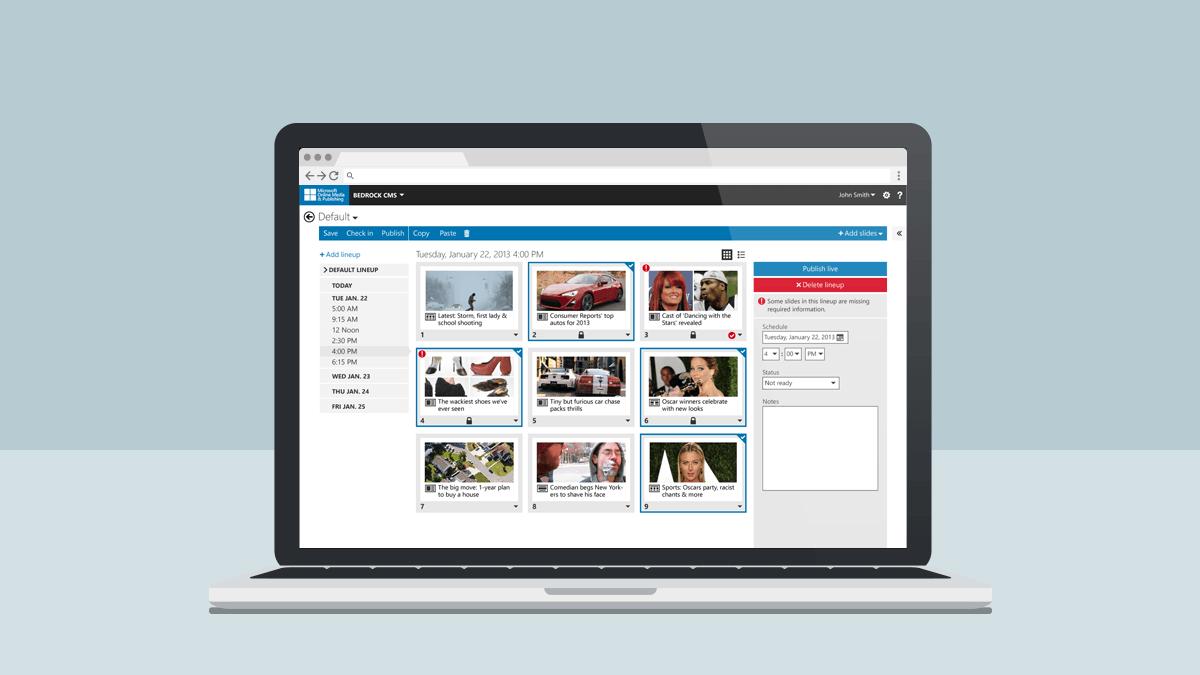 Microsoft
Online Media
& Publishing
BEDROCK CMS
John Smith
?
Default
Save Check in Publish Copy Paste
+ Add slides
«
+ Add lineup
DEFAULT LINEUP
TODAY
TUE JAN. 22
5:00 AM
9:15 AM
12 Noon
2:30 PM
4:00 PM
6:15 PM
WED JAN. 23
THU JAN. 24
FRI JAN. 25
Tuesday, January 22, 2013 4:00 PM
Latest: Storm, first lady &
school shooting
1
Consumer Reports' top
autos for 2013
2
!
Cast of 'Dancing with the
Stars' revealed
3
!
The wackiest shoes we've
ever seen
4
Tiny but furious car chase
packs thrills
5
Oscar winners celebrate
with new looks
6
The big move: 1-year plan
to buy a house
7
Comedian begs New York-
ers to shave his face
8
Sports: Oscars party, racist
chants & more
9
Publish live
× Delete lineup
! Some slides in this lineup are missing
required information.
Schedule
Tuesday, January 22, 2013
4 : 00 PM
Status
Not ready
Notes